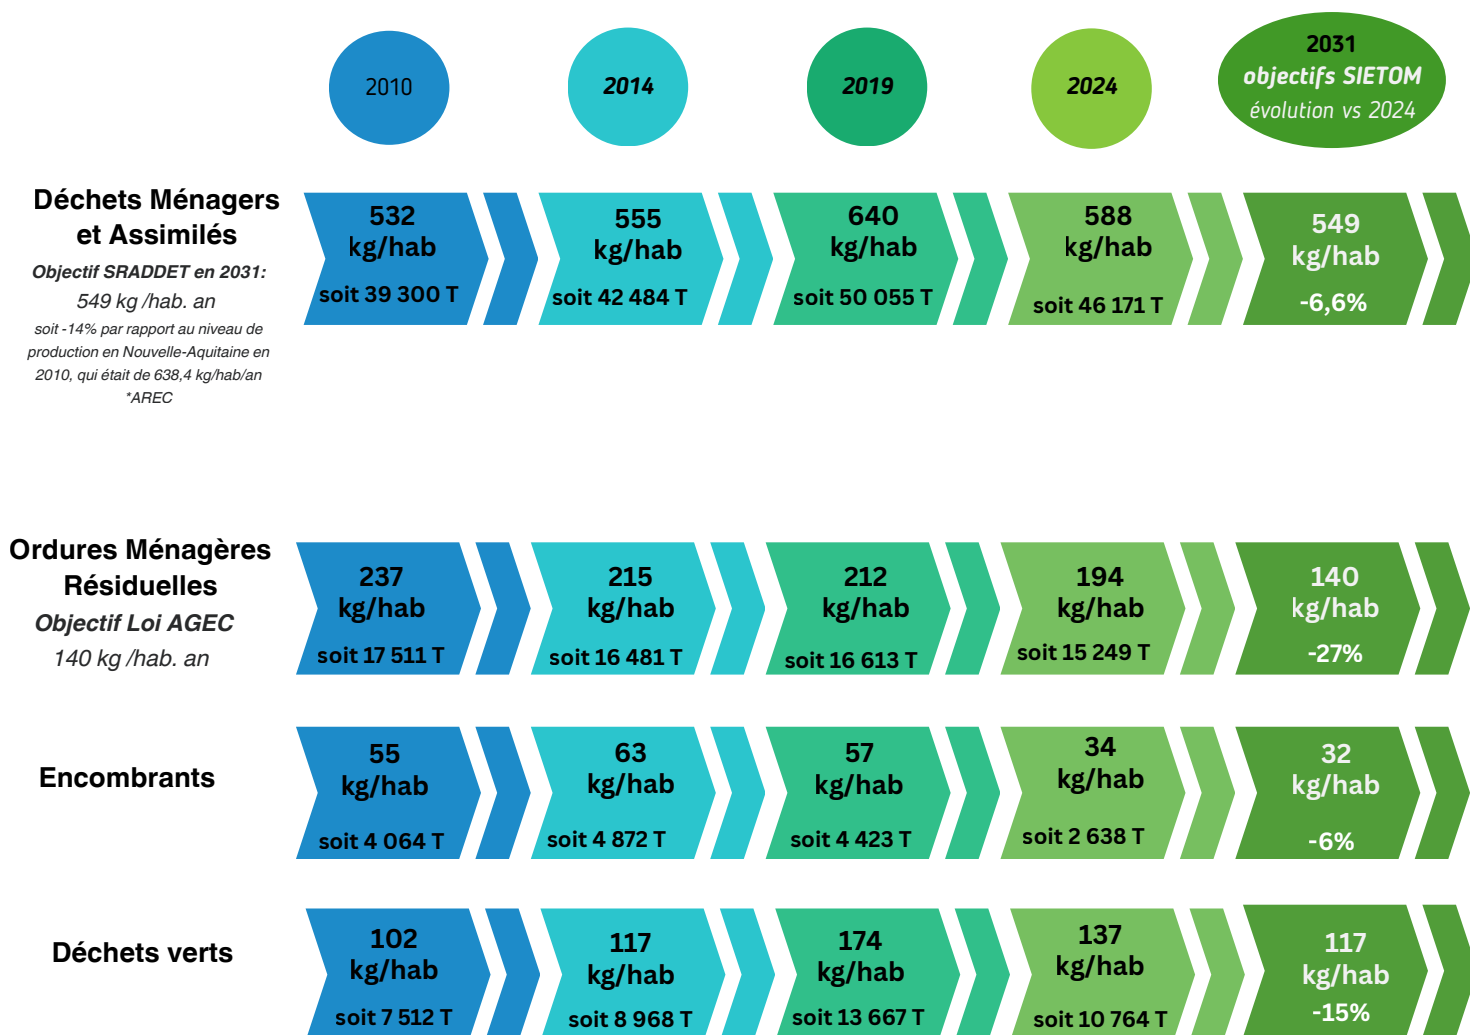 2010
2014
2019
2024
2031
objectifs SIETOM
évolution vs 2024
Déchets Ménagers
et Assimilés
Objectif SRADDET en 2031:
549 kg /hab. an
soit -14% par rapport au niveau de
production en Nouvelle-Aquitaine en
2010, qui était de 638,4 kg/hab/an
*AREC
532
kg/hab
soit 39 300 T
555
kg/hab
soit 42 484 T
640
kg/hab
soit 50 055 T
588
kg/hab
soit 46 171 T
549
kg/hab
-6,6%
Ordures Ménagères
Résiduelles
Objectif Loi AGEC
140 kg /hab. an
237
kg/hab
soit 17 511 T
215
kg/hab
soit 16 481 T
212
kg/hab
soit 16 613 T
194
kg/hab
soit 15 249 T
140
kg/hab
-27%
Encombrants
55
kg/hab
soit 4 064 T
63
kg/hab
soit 4 872 T
57
kg/hab
soit 4 423 T
34
kg/hab
soit 2 638 T
32
kg/hab
-6%
Déchets verts
102
kg/hab
soit 7 512 T
117
kg/hab
soit 8 968 T
174
kg/hab
soit 13 667 T
137
kg/hab
soit 10 764 T
117
kg/hab
-15%